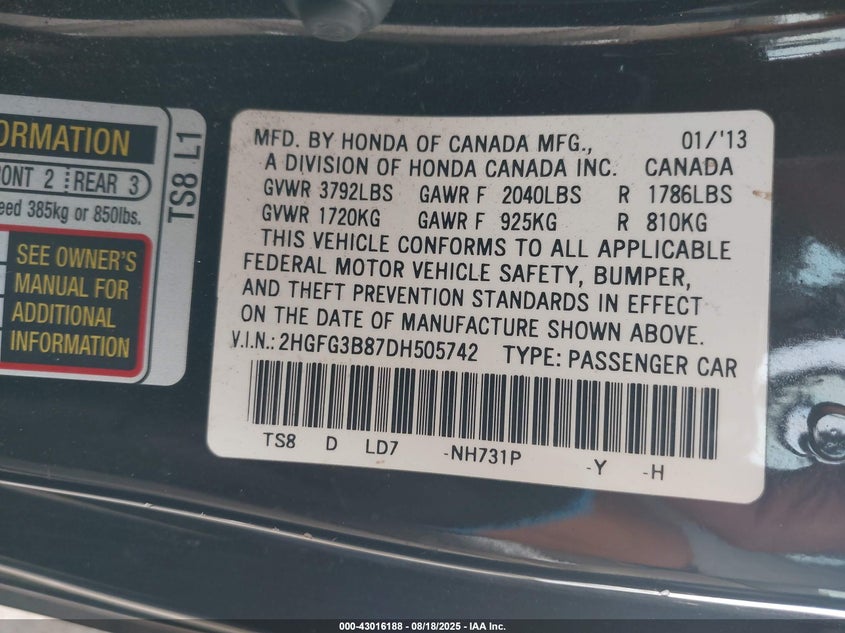 ORMATION
ONT 2 REAR 3
eed 385kg or 850lbs.
SEE OWNER'S
MANUAL FOR
ADDITIONAL
INFORMATION
TS8 L1
MFD. BY HONDA OF CANADA MFG., 01/'13
A DIVISION OF HONDA CANADA INC. CANADA
GVWR 3792LBS GAWR F 2040LBS R 1786LBS
GVWR 1720KG GAWR F 925KG R 810KG
THIS VEHICLE CONFORMS TO ALL APPLICABLE
FEDERAL MOTOR VEHICLE SAFETY, BUMPER,
AND THEFT PREVENTION STANDARDS IN EFFECT
ON THE DATE OF MANUFACTURE SHOWN ABOVE.
V.I.N.: 2HGFG3B87DH505742 TYPE: PASSENGER CAR
TS8 D LD7 -NH731P -Y -H
000-43016188 - 08/18/2025 - IAA Inc.